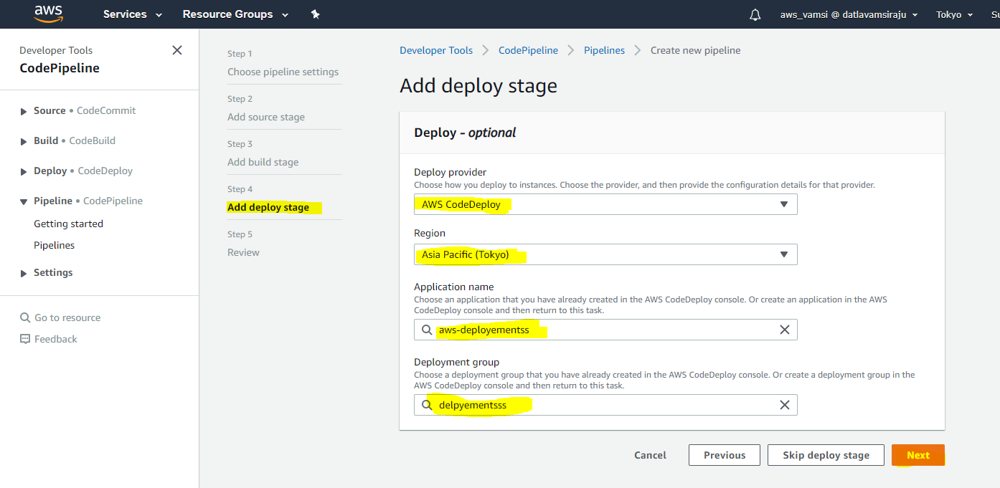 aws
Services
Resource Groups
aws_vamsi @ datlavamsiraju
Tokyo
Su
Developer Tools
CodePipeline
Source • CodeCommit
Build • CodeBuild
Deploy • CodeDeploy
Pipeline • CodePipeline
Getting started
Pipelines
Settings
Go to resource
Feedback
Step 1
Choose pipeline settings
Step 2
Add source stage
Step 3
Add build stage
Step 4
Add deploy stage
Step 5
Review
Developer Tools
CodePipeline
Pipelines
Create new pipeline
Add deploy stage
Deploy - optional
Deploy provider
Choose how you deploy to instances. Choose the provider, and then provide the configuration details for that provider.
AWS CodeDeploy
Region
Asia Pacific (Tokyo)
Application name
Choose an application that you have already created in the AWS CodeDeploy console. Or create an application in the AWS
CodeDeploy console and then return to this task.
aws-deployementss
Deployment group
Choose a deployment group that you have already created in the AWS CodeDeploy console. Or create a deployment group in the
AWS CodeDeploy console and then return to this task.
delpyementsss
Cancel
Previous
Skip deploy stage
Next